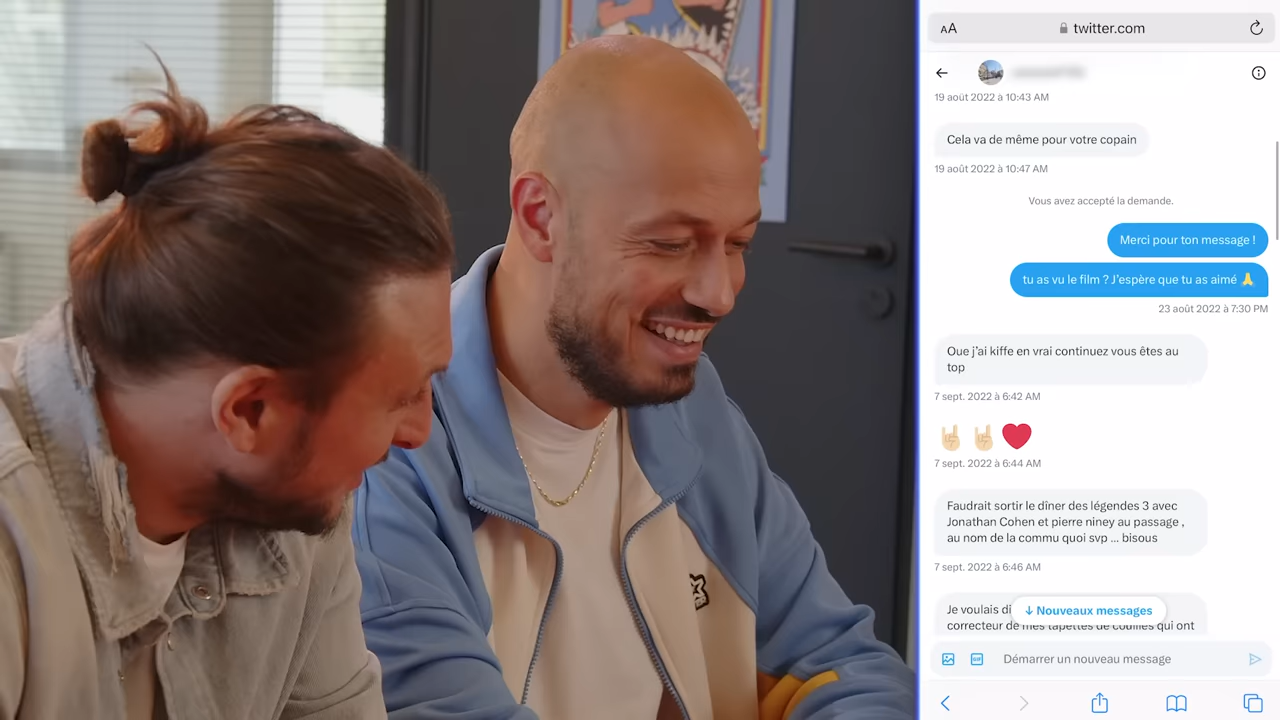 AA
twitter.com
19 août 2022 à 10:43 AM
Cela va de même pour votre copain
19 août 2022 à 10:47 AM
Vous avez accepté la demande.
Merci pour ton message !
tu as vu le film ? J'espère que tu as aimé 🙏
23 août 2022 à 7:30 PM
Oue j'ai kiffe en vrai continuez vous êtes au
top
7 sept. 2022 à 6:42 AM
🤘🏻 🤘🏻 ❤️
7 sept. 2022 à 6:44 AM
Faudrait sortir le dîner des légendes 3 avec
Jonathan Cohen et pierre niney au passage ,
au nom de la commu quoi svp ... bisous
7 sept. 2022 à 6:46 AM
Je voulais
↓ Nouveaux messages
correcteur de mes tapettes de couilles qui ont
GIF
Démarrer un nouveau message